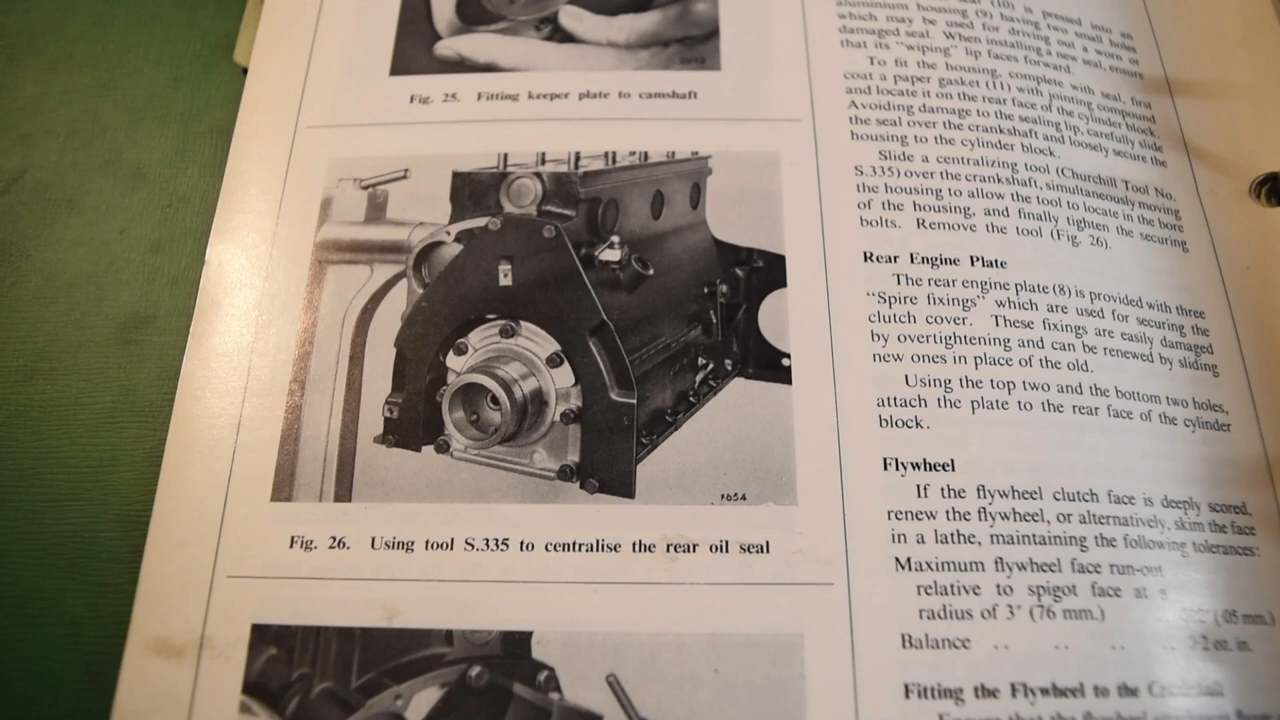 Fig. 25. Fitting keeper plate to camshaft
1654
Fig. 26. Using tool S.335 to centralise the rear oil seal
(10) is pressed into an
aluminium housing (9) having two small holes
which may be used for driving out a worn or
damaged seal. When installing a new seal, ensure
that its "wiping" lip faces forward.
To fit the housing, complete with seal, first
coat a paper gasket (11) with jointing compound
and locate it on the rear face of the cylinder block.
Avoiding damage to the sealing lip, carefully slide
the seal over the crankshaft and loosely secure the
housing to the cylinder block.
Slide a centralizing tool (Churchill Tool No.
S.335) over the crankshaft, simultaneously moving
the housing to allow the tool to locate in the bore
of the housing, and finally tighten the securing
bolts. Remove the tool (Fig. 26).
Rear Engine Plate
The rear engine plate (8) is provided with three
"Spire fixings" which are used for securing the
clutch cover. These fixings are easily damaged
by overtightening and can be renewed by sliding
new ones in place of the old.
Using the top two and the bottom two holes,
attach the plate to the rear face of the cylinder
block.
Flywheel
If the flywheel clutch face is deeply scored,
renew the flywheel, or alternatively, skim the face
in a lathe, maintaining the following tolerances:
Maximum flywheel face run-out
relative to spigot face at a
radius of 3" (76 mm.) (·05 mm.)
Balance .. .. .. .. oz. in.
Fitting the Flywheel to the